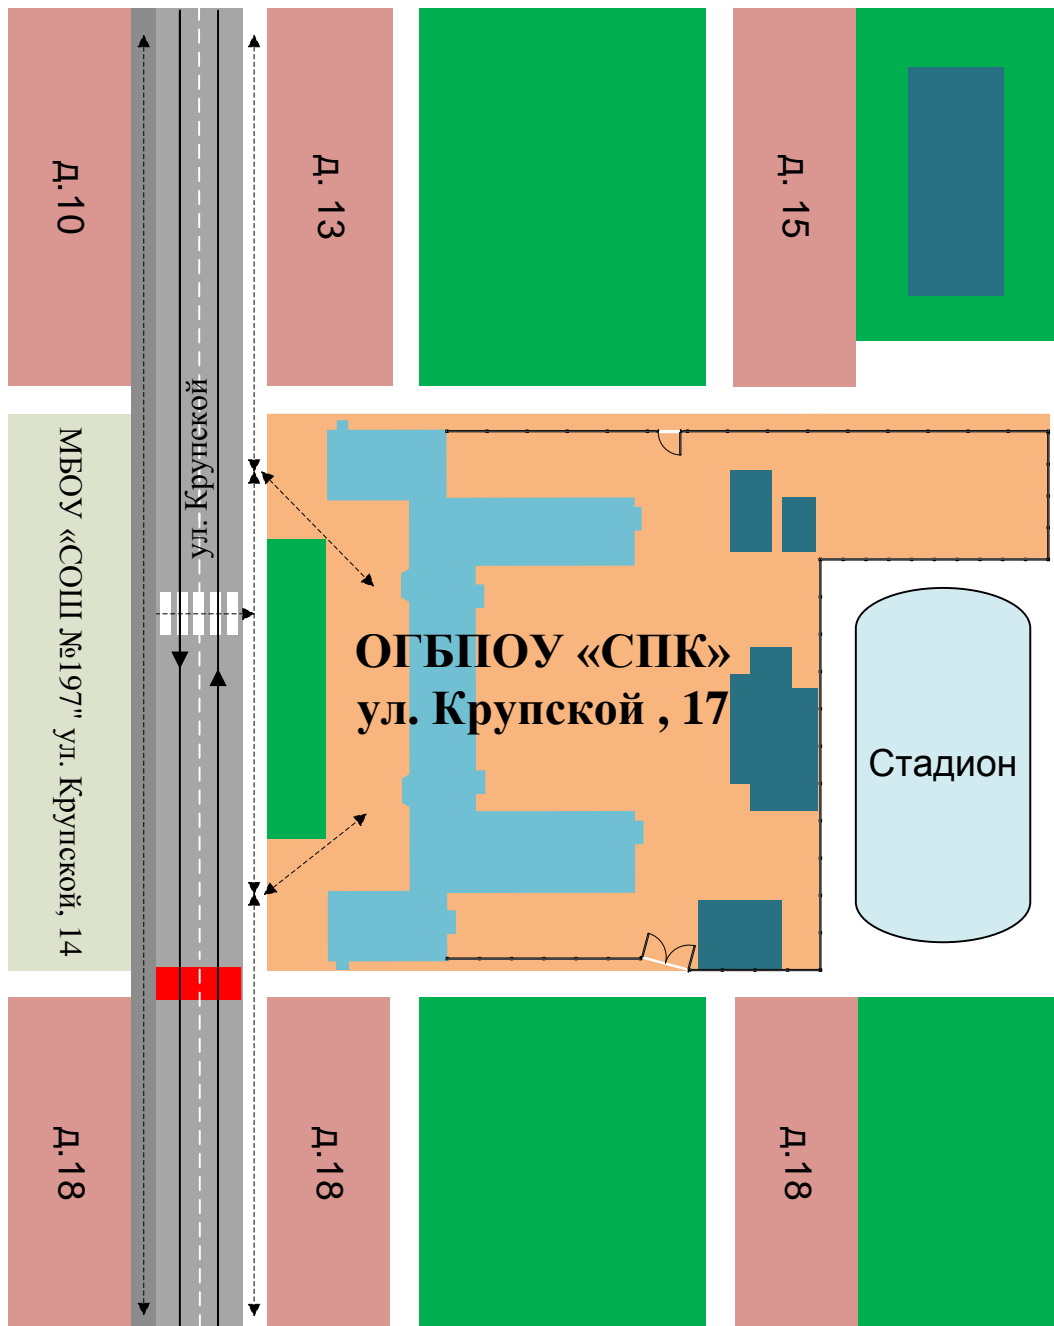 д.10
д. 13
д. 15
ул. Крупской
МБОУ «СОШ №197" ул. Крупской, 14
ОГБПОУ «СПК»
ул. Крупской , 17
Стадион
д.18
д.18
д.18